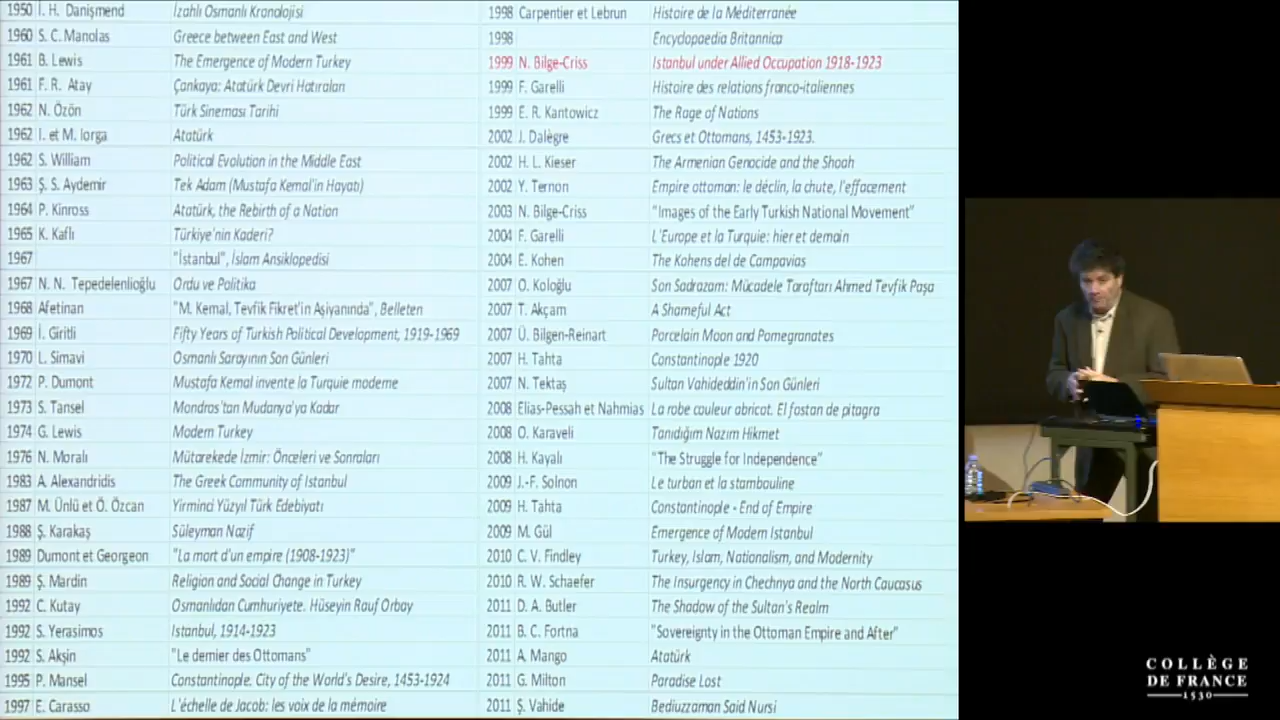 1950 İ. H. Danişmend İzahlı Osmanlı Kronolojisi
1960 S. C. Manolas Greece between East and West
1961 B. Lewis The Emergence of Modern Turkey
1961 F. R. Atay Çankaya: Atatürk Devri Hatıraları
1962 N. Özön Türk Sineması Tarihi
1962 I. et M. Iorga Atatürk
1962 S. William Political Evolution in the Middle East
1963 Ş. S. Aydemir Tek Adam (Mustafa Kemal'in Hayatı)
1964 P. Kinross Atatürk, the Rebirth of a Nation
1965 K. Kaflı Türkiye'nin Kaderi?
1967 "İstanbul", İslam Ansiklopedisi
1967 N. N. Tepedelenlioğlu Ordu ve Politika
1968 Afetinan "M. Kemal, Tevfik Fikret'in Aşiyanında", Belleten
1969 İ. Giritli Fifty Years of Turkish Political Development, 1919-1969
1970 L. Simavi Osmanlı Sarayının Son Günleri
1972 P. Dumont Mustafa Kemal invente la Turquie moderne
1973 S. Tansel Mondros'tan Mudanya'ya Kadar
1974 G. Lewis Modern Turkey
1976 N. Moralı Mütarekede İzmir: Önceleri ve Sonraları
1983 A. Alexandridis The Greek Community of Istanbul
1987 M. Ünlü et Ö. Özcan Yirminci Yüzyıl Türk Edebiyatı
1988 Ş. Karakaş Süleyman Nazif
1989 Dumont et Georgeon "La mort d'un empire (1908-1923)"
1989 Ş. Mardin Religion and Social Change in Turkey
1992 C. Kutay Osmanlıdan Cumhuriyete. Hüseyin Rauf Orbay
1992 S. Yerasimos Istanbul, 1914-1923
1992 S. Akşin "Le dernier des Ottomans"
1995 P. Mansel Constantinople. City of the World's Desire, 1453-1924
1997 E. Carasso L'échelle de Jacob: les voix de la mémoire
1998 Carpentier et Lebrun Histoire de la Méditerranée
1998 Encyclopaedia Britannica
1999 N. Bilge-Criss Istanbul under Allied Occupation 1918-1923
1999 F. Garelli Histoire des relations franco-italiennes
1999 E. R. Kantowicz The Rage of Nations
2002 J. Dalègre Grecs et Ottomans, 1453-1923.
2002 H. L. Kieser The Armenian Genocide and the Shoah
2002 Y. Ternon Empire ottoman: le déclin, la chute, l'effacement
2003 N. Bilge-Criss "Images of the Early Turkish National Movement"
2004 F. Garelli L'Europe et la Turquie: hier et demain
2004 E. Kohen The Kohens del de Campavias
2007 O. Koloğlu Son Sadrazam: Mücadele Taraftarı Ahmed Tevfik Paşa
2007 T. Akçam A Shameful Act
2007 Ü. Bilgen-Reinart Porcelain Moon and Pomegranates
2007 H. Tahta Constantinople 1920
2007 N. Tektaş Sultan Vahideddin'in Son Günleri
2008 Elias-Pessah et Nahmias La robe couleur abricot. El fostan de pitagra
2008 O. Karaveli Tanıdığım Nazım Hikmet
2008 H. Kayalı "The Struggle for Independence"
2009 J.-F. Solnon Le turban et la stambouline
2009 H. Tahta Constantinople - End of Empire
2009 M. Gül Emergence of Modern Istanbul
2010 C. V. Findley Turkey, Islam, Nationalism, and Modernity
2010 R. W. Schaefer The Insurgency in Chechnya and the North Caucasus
2011 D. A. Butler The Shadow of the Sultan's Realm
2011 B. C. Fortna "Sovereignty in the Ottoman Empire and After"
2011 A. Mango Atatürk
2011 G. Milton Paradise Lost
2011 Ş. Vahide Bediuzzaman Said Nursi
COLLÈGE
DE FRANCE
1530